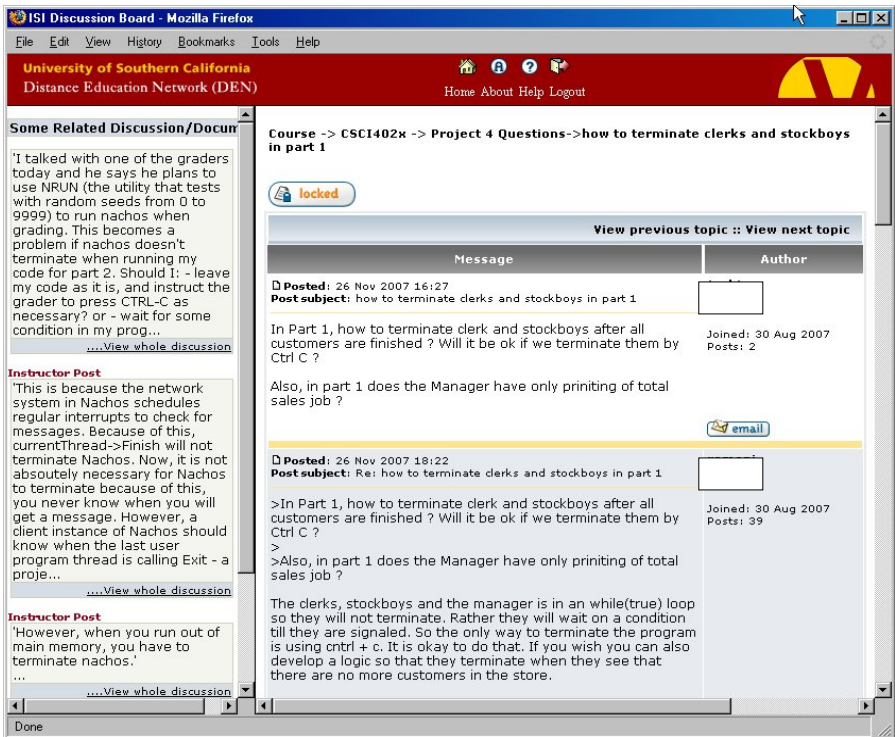 ISI Discussion Board - Mozilla Firefox
File Edit View History Bookmarks Tools Help
University of Southern California
Distance Education Network (DEN)
Home About Help Logout
Some Related Discussion/Docum
'I talked with one of the graders
today and he says he plans to
use NRUN (the utility that tests
with random seeds from 0 to
9999) to run nachos when
grading. This becomes a
problem if nachos doesn't
terminate when running my
code for part 2. Should I: - leave
my code as it is, and instruct the
grader to press CTRL-C as
necessary? or - wait for some
condition in my prog...
....View whole discussion
Instructor Post
'This is because the network
system in Nachos schedules
regular interrupts to check for
messages. Because of this,
currentThread->Finish will not
terminate Nachos. Now, it is not
absoutely necessary for Nachos
to terminate because of this,
you never know when you will
get a message. However, a
client instance of Nachos should
know when the last user
program thread is calling Exit - a
proje...
....View whole discussion
Instructor Post
'However, when you run out of
main memory, you have to
terminate nachos.'
...
....View whole discussion
Course -> CSCI402x -> Project 4 Questions->how to terminate clerks and stockboys
in part 1
locked
View previous topic :: View next topic
Message Author
Posted: 26 Nov 2007 16:27
Post subject: how to terminate clerks and stockboys in part 1
In Part 1, how to terminate clerk and stockboys after all
customers are finished ? Will it be ok if we terminate them by
Ctrl C ?
Also, in part 1 does the Manager have only priniting of total
sales job ?
Joined: 30 Aug 2007
Posts: 2
email
Posted: 26 Nov 2007 18:22
Post subject: Re: how to terminate clerks and stockboys in part 1
>In Part 1, how to terminate clerk and stockboys after all
customers are finished ? Will it be ok if we terminate them by
Ctrl C ?
>
>Also, in part 1 does the Manager have only priniting of total
sales job ?
The clerks, stockboys and the manager is in an while(true) loop
so they will not terminate. Rather they will wait on a condition
till they are signaled. So the only way to terminate the program
is using cntrl + c. It is okay to do that. If you wish you can also
develop a logic so that they terminate when they see that
there are no more customers in the store.
Joined: 30 Aug 2007
Posts: 39
Done